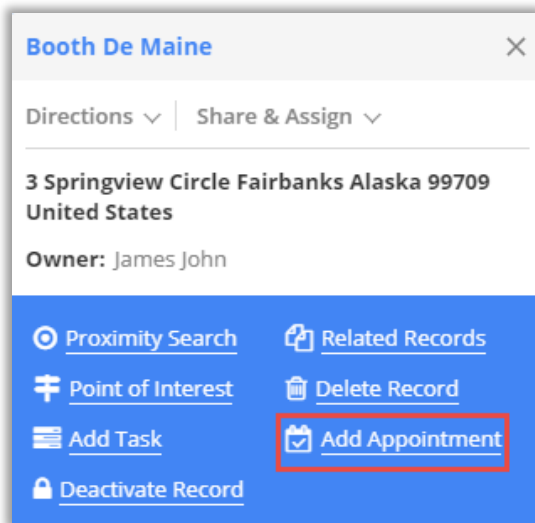 Booth De Maine
Directions Share & Assign
3 Springview Circle Fairbanks Alaska 99709
United States
Owner: James John
Proximity Search Related Records
Point of Interest Delete Record
Add Task Add Appointment
Deactivate Record